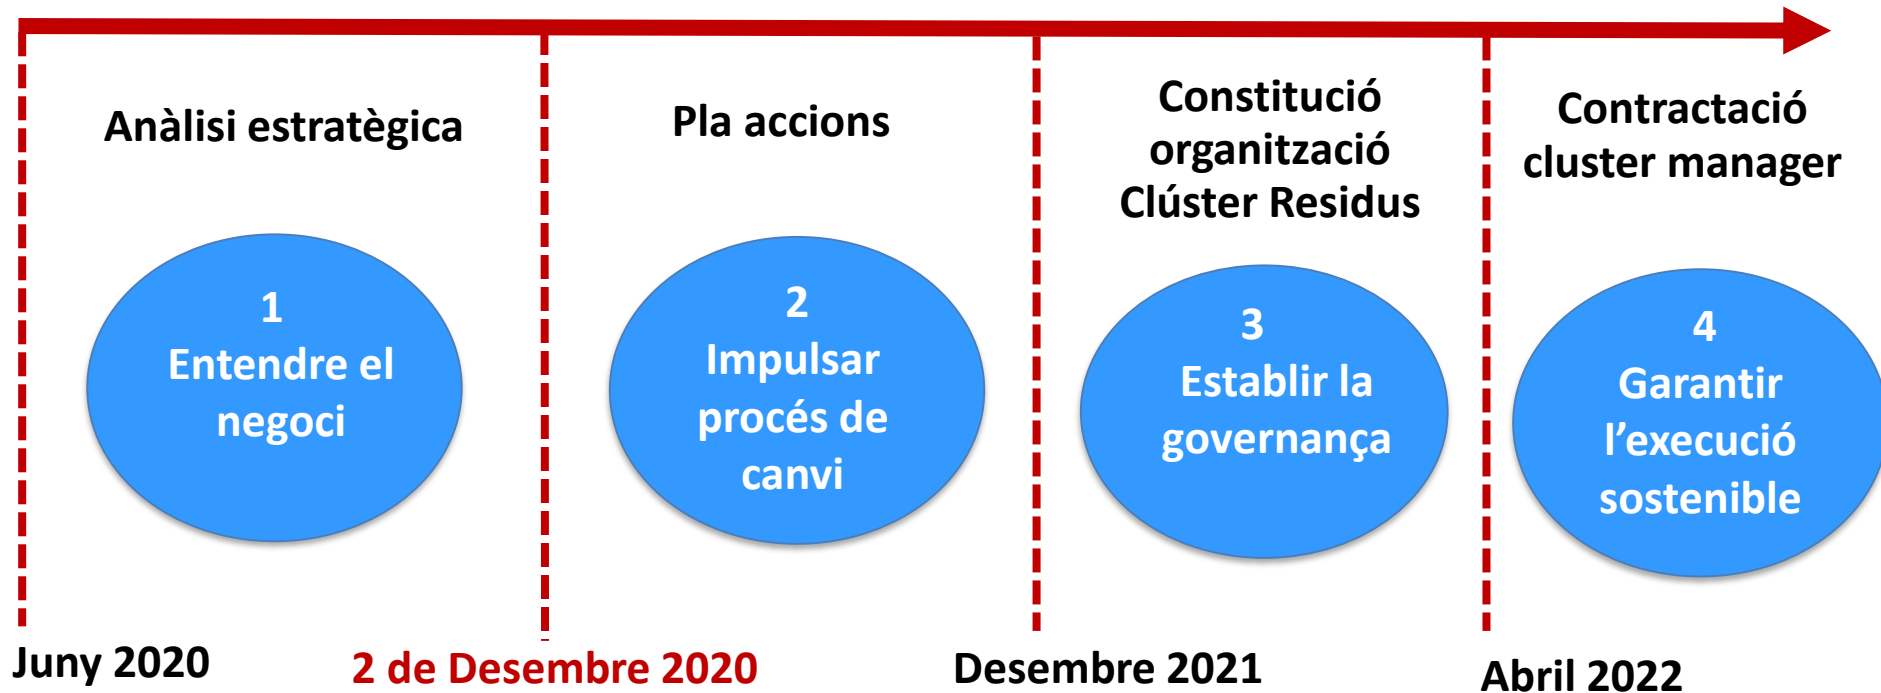 Anàlisi estratègica
Pla accions
Constitució
organització
Clúster Residus
Contractació
cluster manager
1
Entendre el
negoci
2
Impulsar
procés de
canvi
3
Establir la
governança
4
Garantir
l’execució
sostenible
Juny 2020
2 de Desembre 2020
Desembre 2021
Abril 2022